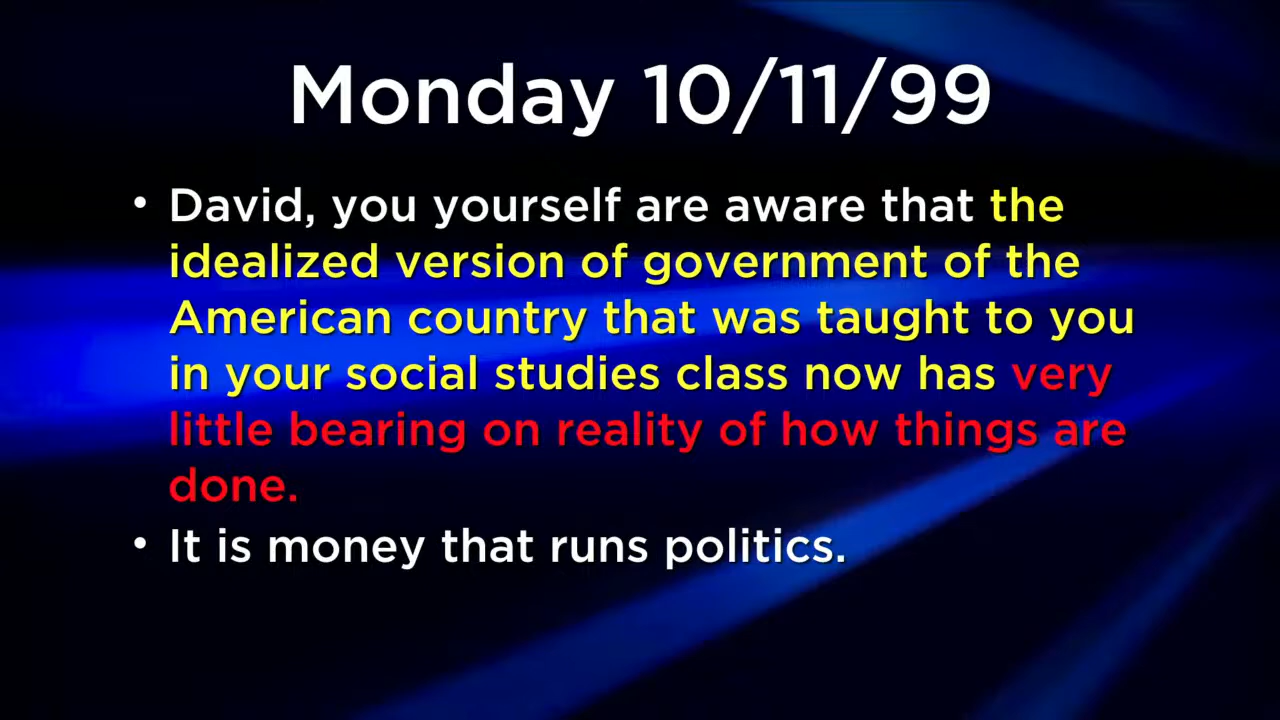 Monday 10/11/99
• David, you yourself are aware that the
idealized version of government of the
American country that was taught to you
in your social studies class now has very
little bearing on reality of how things are
done.
• It is money that runs politics.